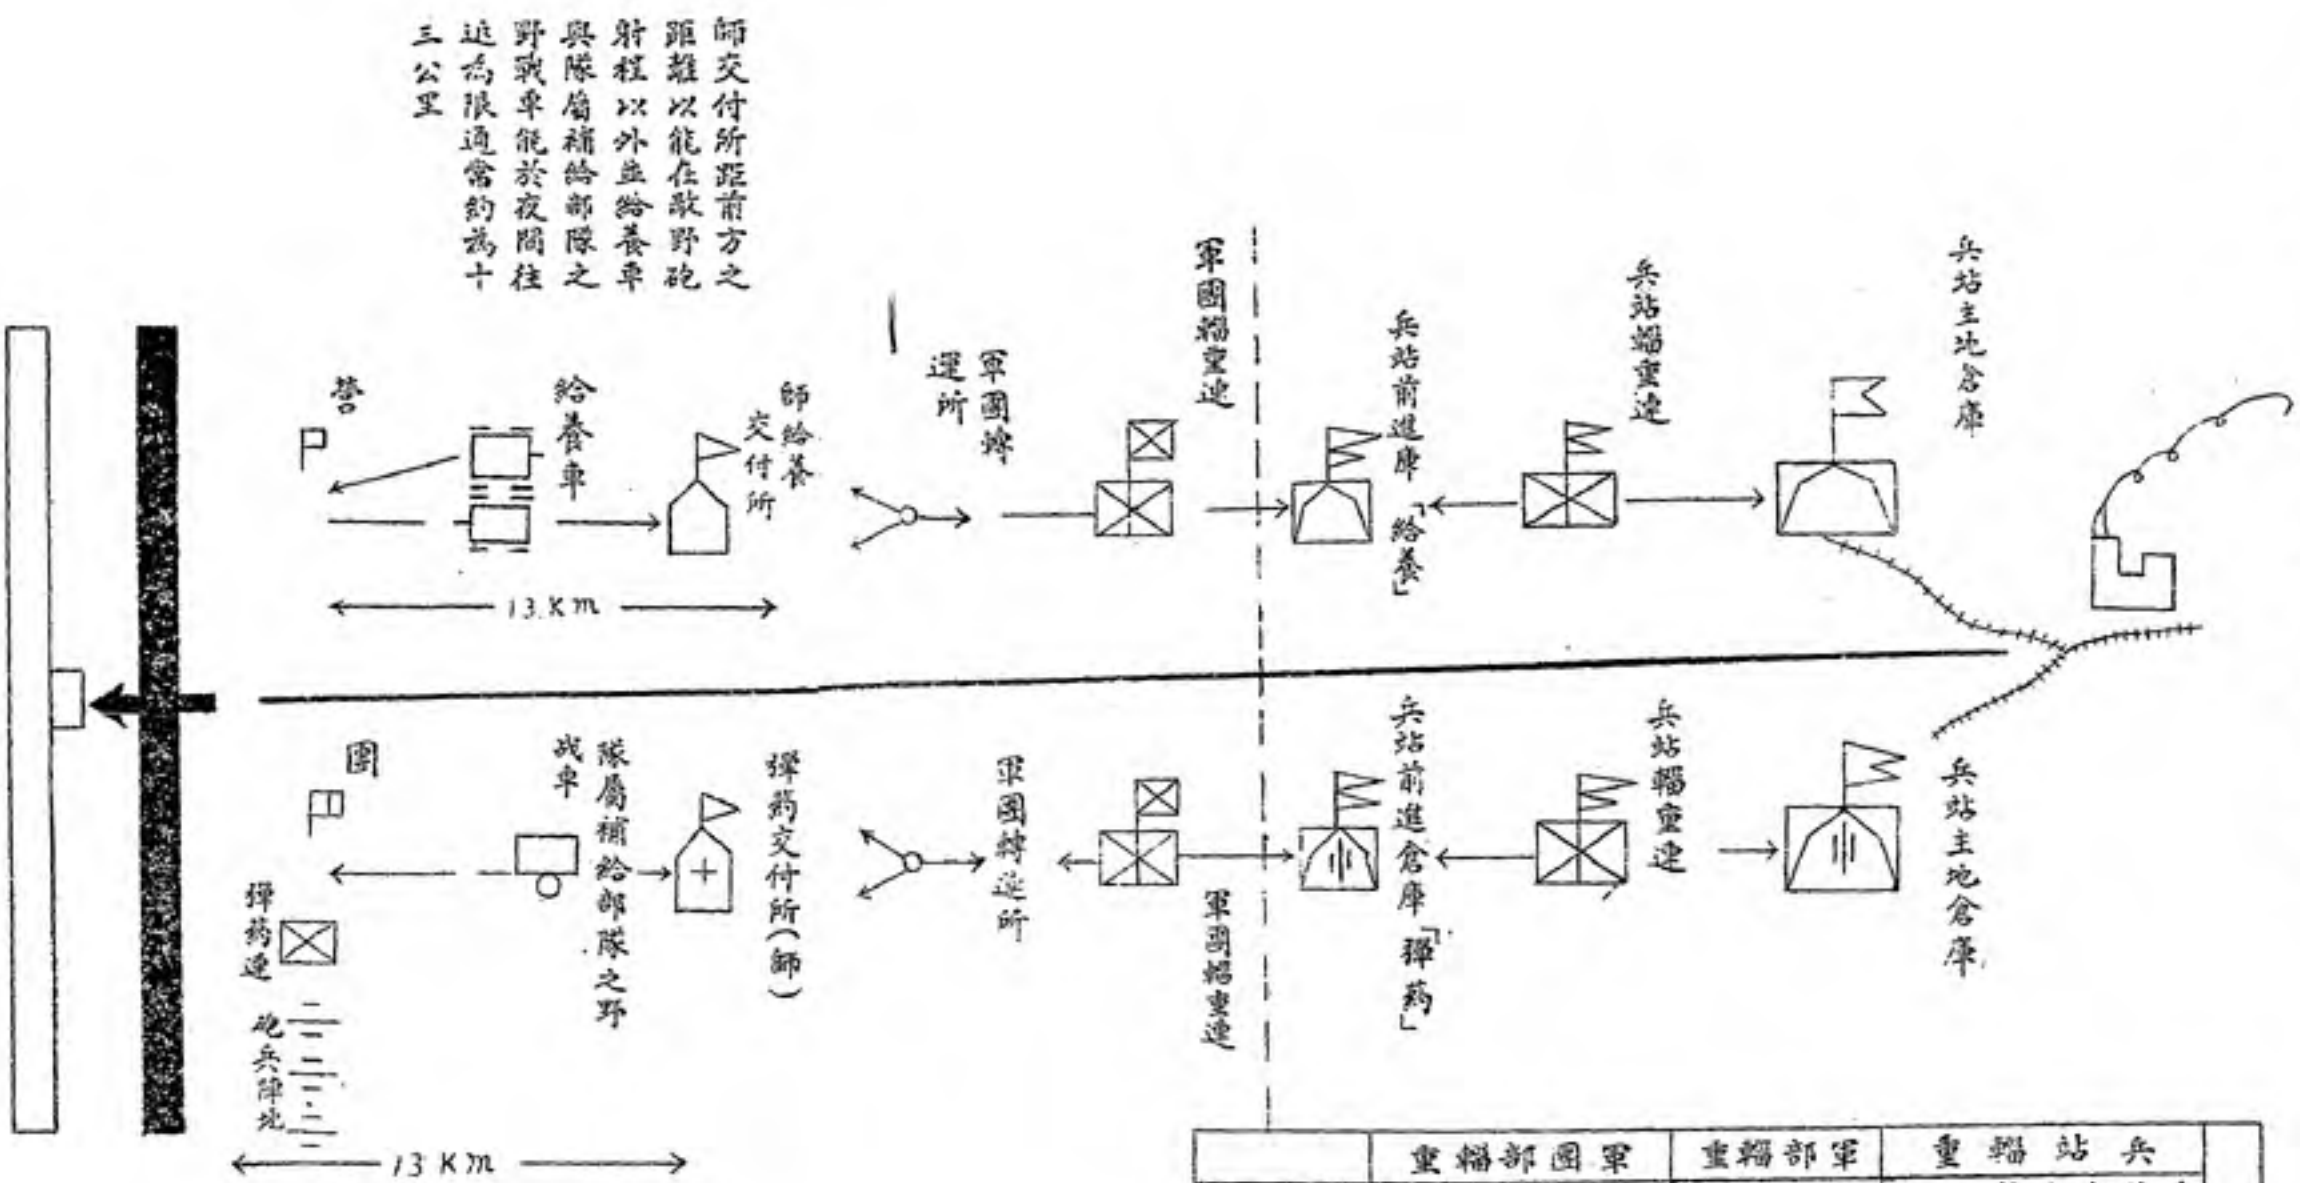 師交付所距前方之
距離以能在敵野砲
射程以外並給養車
與隊屬補給部隊之
野戰車能於夜間往
返為限通常約為十
三公里
兵站主地倉庫
兵站輜重連
兵站前進庫「給養」
軍團輜重連
軍團轉
運所
師給養
交付所
給養車
營
13.Km
兵站主地倉庫
兵站輜重連
兵站前進倉庫「彈葯」
軍團輜重連
軍團轉運所
彈葯交付所(師)
隊屬補給部隊之野
战車
團
彈葯連
砲兵陣地
13 Km
兵站輜重
軍部輜重
軍團部輜重